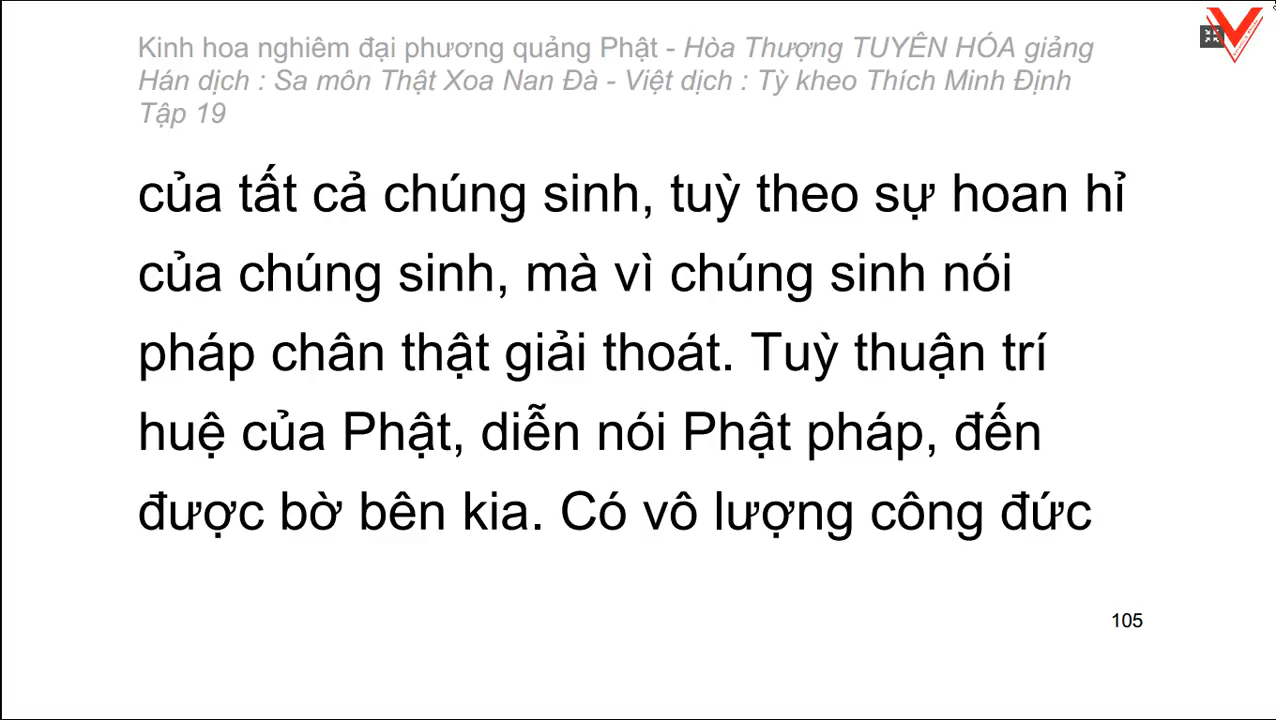 Kinh hoa nghiêm đại phương quảng Phật - Hòa Thượng TUYÊN HÓA giảng
Hán dịch : Sa môn Thật Xoa Nan Đà - Việt dịch : Tỳ kheo Thích Minh Định
Tập 19
của tất cả chúng sinh, tuỳ theo sự hoan hỉ
của chúng sinh, mà vì chúng sinh nói
pháp chân thật giải thoát. Tuỳ thuận trí
huệ của Phật, diễn nói Phật pháp, đến
được bờ bên kia. Có vô lượng công đức
105